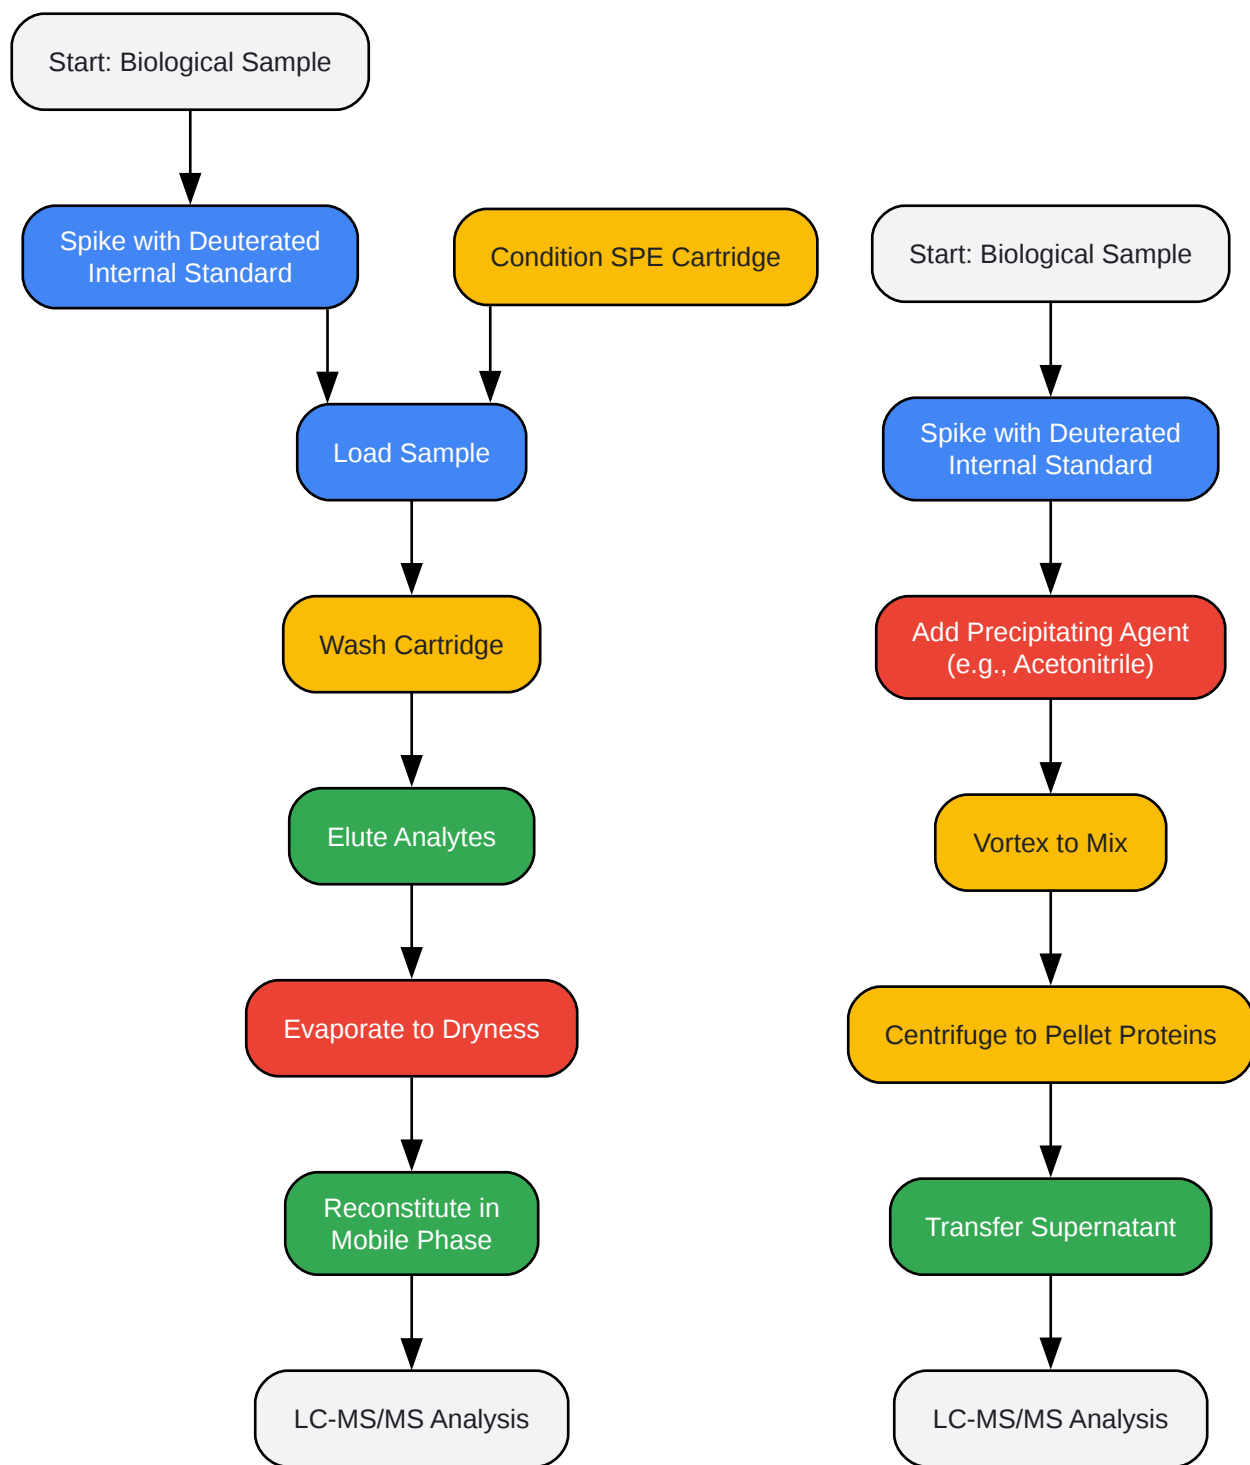 Start: Biological Sample
Spike with Deuterated
Internal Standard
Condition SPE Cartridge
Load Sample
Wash Cartridge
Elute Analytes
Evaporate to Dryness
Reconstitute in
Mobile Phase
LC-MS/MS Analysis
Start: Biological Sample
Spike with Deuterated
Internal Standard
Add Precipitating Agent
(e.g., Acetonitrile)
Vortex to Mix
Centrifuge to Pellet Proteins
Transfer Supernatant
LC-MS/MS Analysis